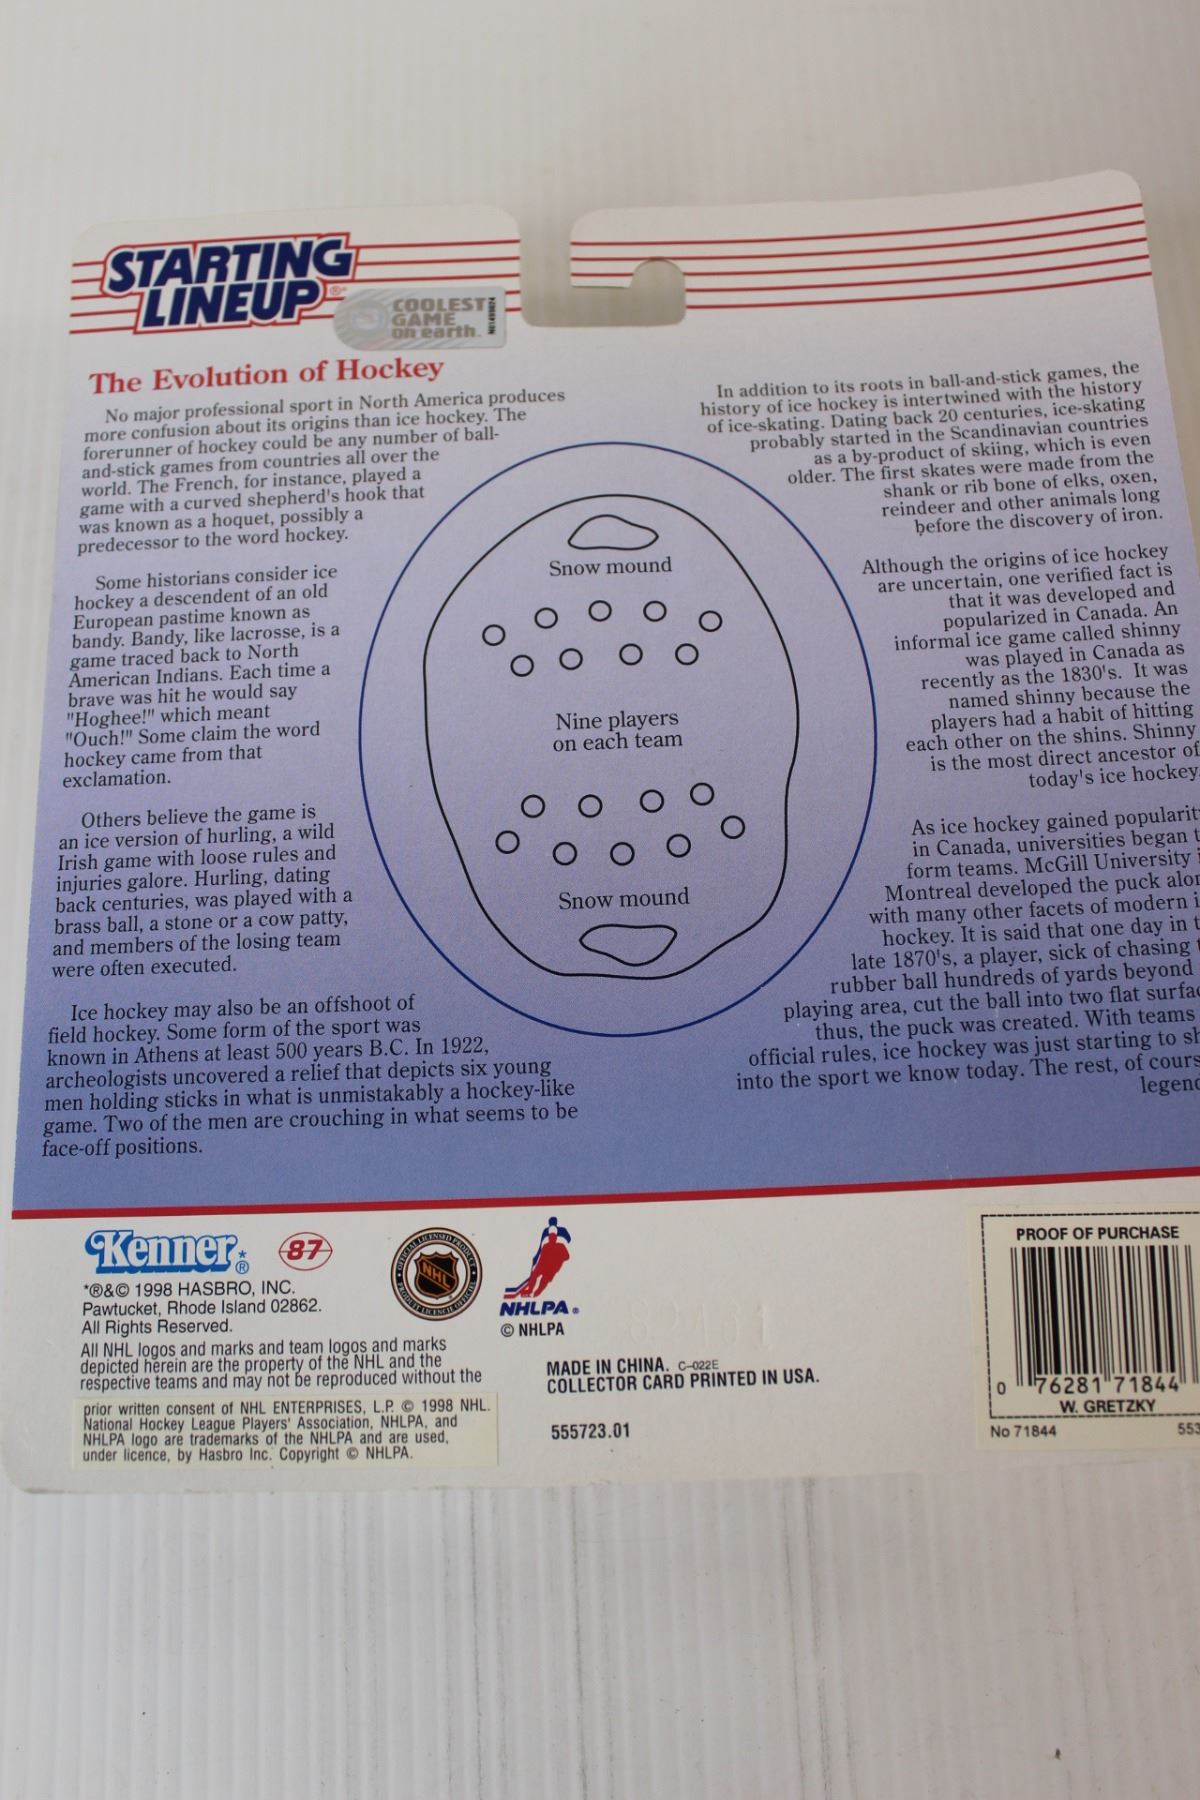 STARTING
LINEUP®
COOLEST
GAME
on earth.
The Evolution of Hockey
No major professional sport in North America produces
more confusion about its origins than ice hockey. The
forerunner of hockey could be any number of ball-
and-stick games from countries all over the
world. The French, for instance, played a
game with a curved shepherd's hook that
was known as a hoquet, possibly a
predecessor to the word hockey.
Some historians consider ice
hockey a descendent of an old
European pastime known as
bandy. Bandy, like lacrosse, is a
game traced back to North
American Indians. Each time a
brave was hit he would say
"Hoghee!" which meant
"Ouch!" Some claim the word
hockey came from that
exclamation.
Others believe the game is
an ice version of hurling, a wild
Irish game with loose rules and
injuries galore. Hurling, dating
back centuries, was played with a
brass ball, a stone or a cow patty,
and members of the losing team
were often executed.
Ice hockey may also be an offshoot of
field hockey. Some form of the sport was
known in Athens at least 500 years B.C. In 1922,
archeologists uncovered a relief that depicts six young
men holding sticks in what is unmistakably a hockey-like
game. Two of the men are crouching in what seems to be
face-off positions.
Snow mound
Nine players
on each team
Snow mound
In addition to its roots in ball-and-stick games, the
history of ice hockey is intertwined with the history
of ice-skating. Dating back 20 centuries, ice-skating
probably started in the Scandinavian countries
as a by-product of skiing, which is even
older. The first skates were made from the
shank or rib bone of elks, oxen,
reindeer and other animals long
before the discovery of iron.
Although the origins of ice hockey
are uncertain, one verified fact is
that it was developed and
popularized in Canada. An
informal ice game called shinny
was played in Canada as
recently as the 1830's. It was
named shinny because the
players had a habit of hitting
each other on the shins. Shinny
is the most direct ancestor of
today's ice hockey.
As ice hockey gained popularit
in Canada, universities began t
form teams. McGill University i
Montreal developed the puck alon
with many other facets of modern i
hockey. It is said that one day in t
late 1870's, a player, sick of chasing
rubber ball hundreds of yards beyond
playing area, cut the ball into two flat surfac
thus, the puck was created. With teams
official rules, ice hockey was just starting to sh
into the sport we know today. The rest, of cours
legend
Kenner*®
87
OFFICIAL LICENSED PRODUCT
NHL
PRODUIT LICENCIÉ OFFICIEL
NHLPA®
© NHLPA
*®&© 1998 HASBRO, INC.
Pawtucket, Rhode Island 02862.
All Rights Reserved.
All NHL logos and marks and team logos and marks
depicted herein are the property of the NHL and the
respective teams and may not be reproduced without the
prior written consent of NHL ENTERPRISES, L.P. © 1998 NHL.
National Hockey League Players' Association, NHLPA, and
NHLPA logo are trademarks of the NHLPA and are used,
under licence, by Hasbro Inc. Copyright © NHLPA.
MADE IN CHINA. C-022E
COLLECTOR CARD PRINTED IN USA.
555723.01
PROOF OF PURCHASE
0 76281 71844
W. GRETZKY
No 71844
553